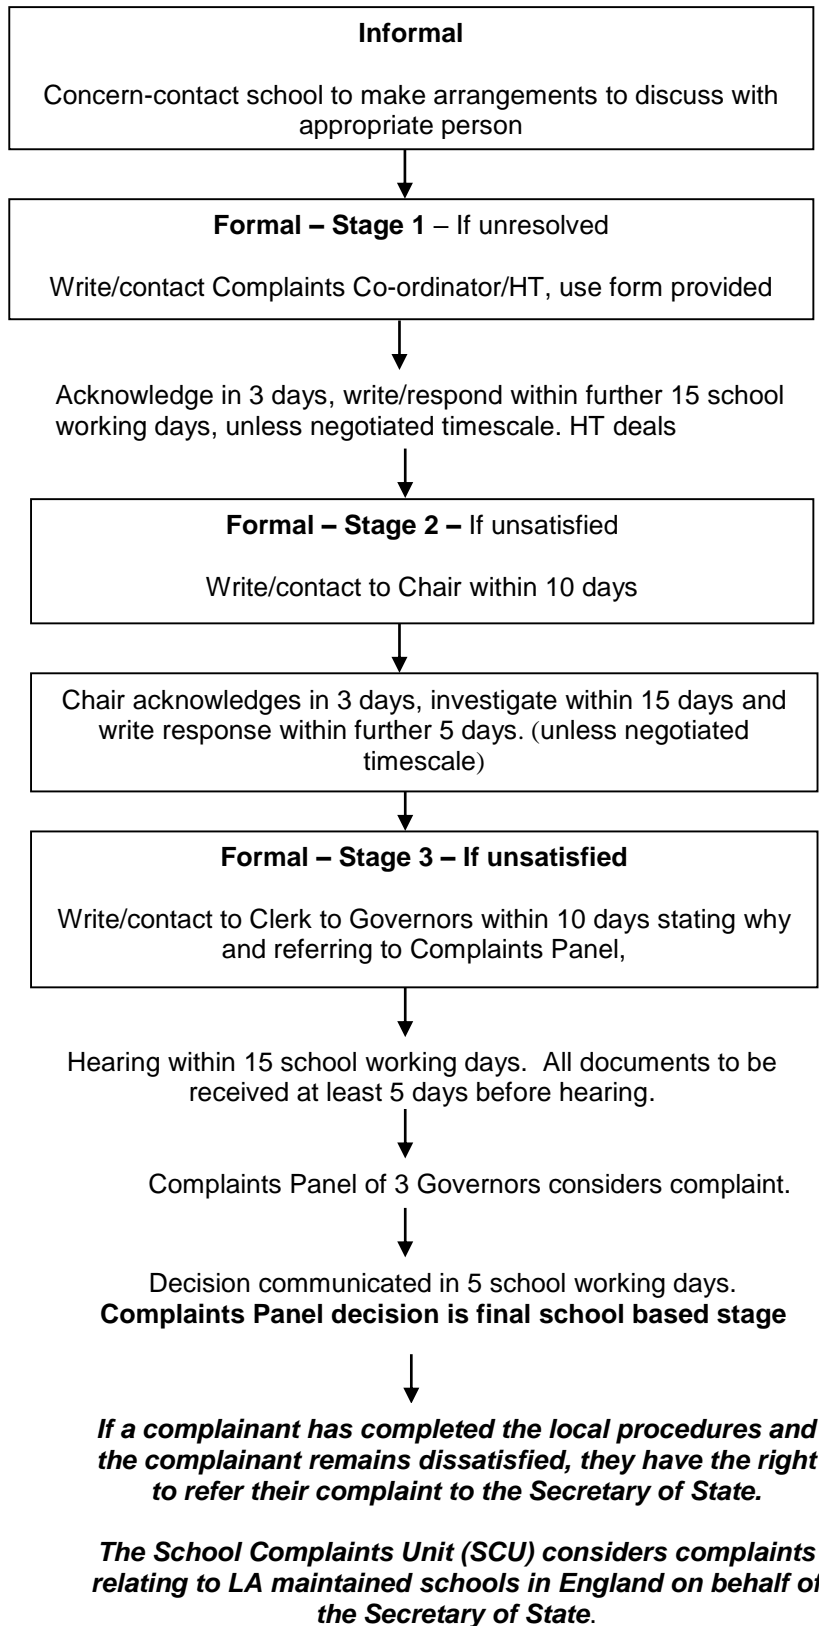 Informal
Concern-contact school to make arrangements to discuss with
appropriate person
Formal – Stage 1 – If unresolved
Write/contact Complaints Co-ordinator/HT, use form provided
Acknowledge in 3 days, write/respond within further 15 school
working days, unless negotiated timescale. HT deals
Formal – Stage 2 – If unsatisfied
Write/contact to Chair within 10 days
Chair acknowledges in 3 days, investigate within 15 days and
write response within further 5 days. (unless negotiated
timescale)
Formal – Stage 3 – If unsatisfied
Write/contact to Clerk to Governors within 10 days stating why
and referring to Complaints Panel,
Hearing within 15 school working days.  All documents to be
received at least 5 days before hearing.
Complaints Panel of 3 Governors considers complaint.
Decision communicated in 5 school working days.
Complaints Panel decision is final school based stage
If a complainant has completed the local procedures and
the complainant remains dissatisfied, they have the right
to refer their complaint to the Secretary of State.
The School Complaints Unit (SCU) considers complaints
relating to LA maintained schools in England on behalf of
the Secretary of State.